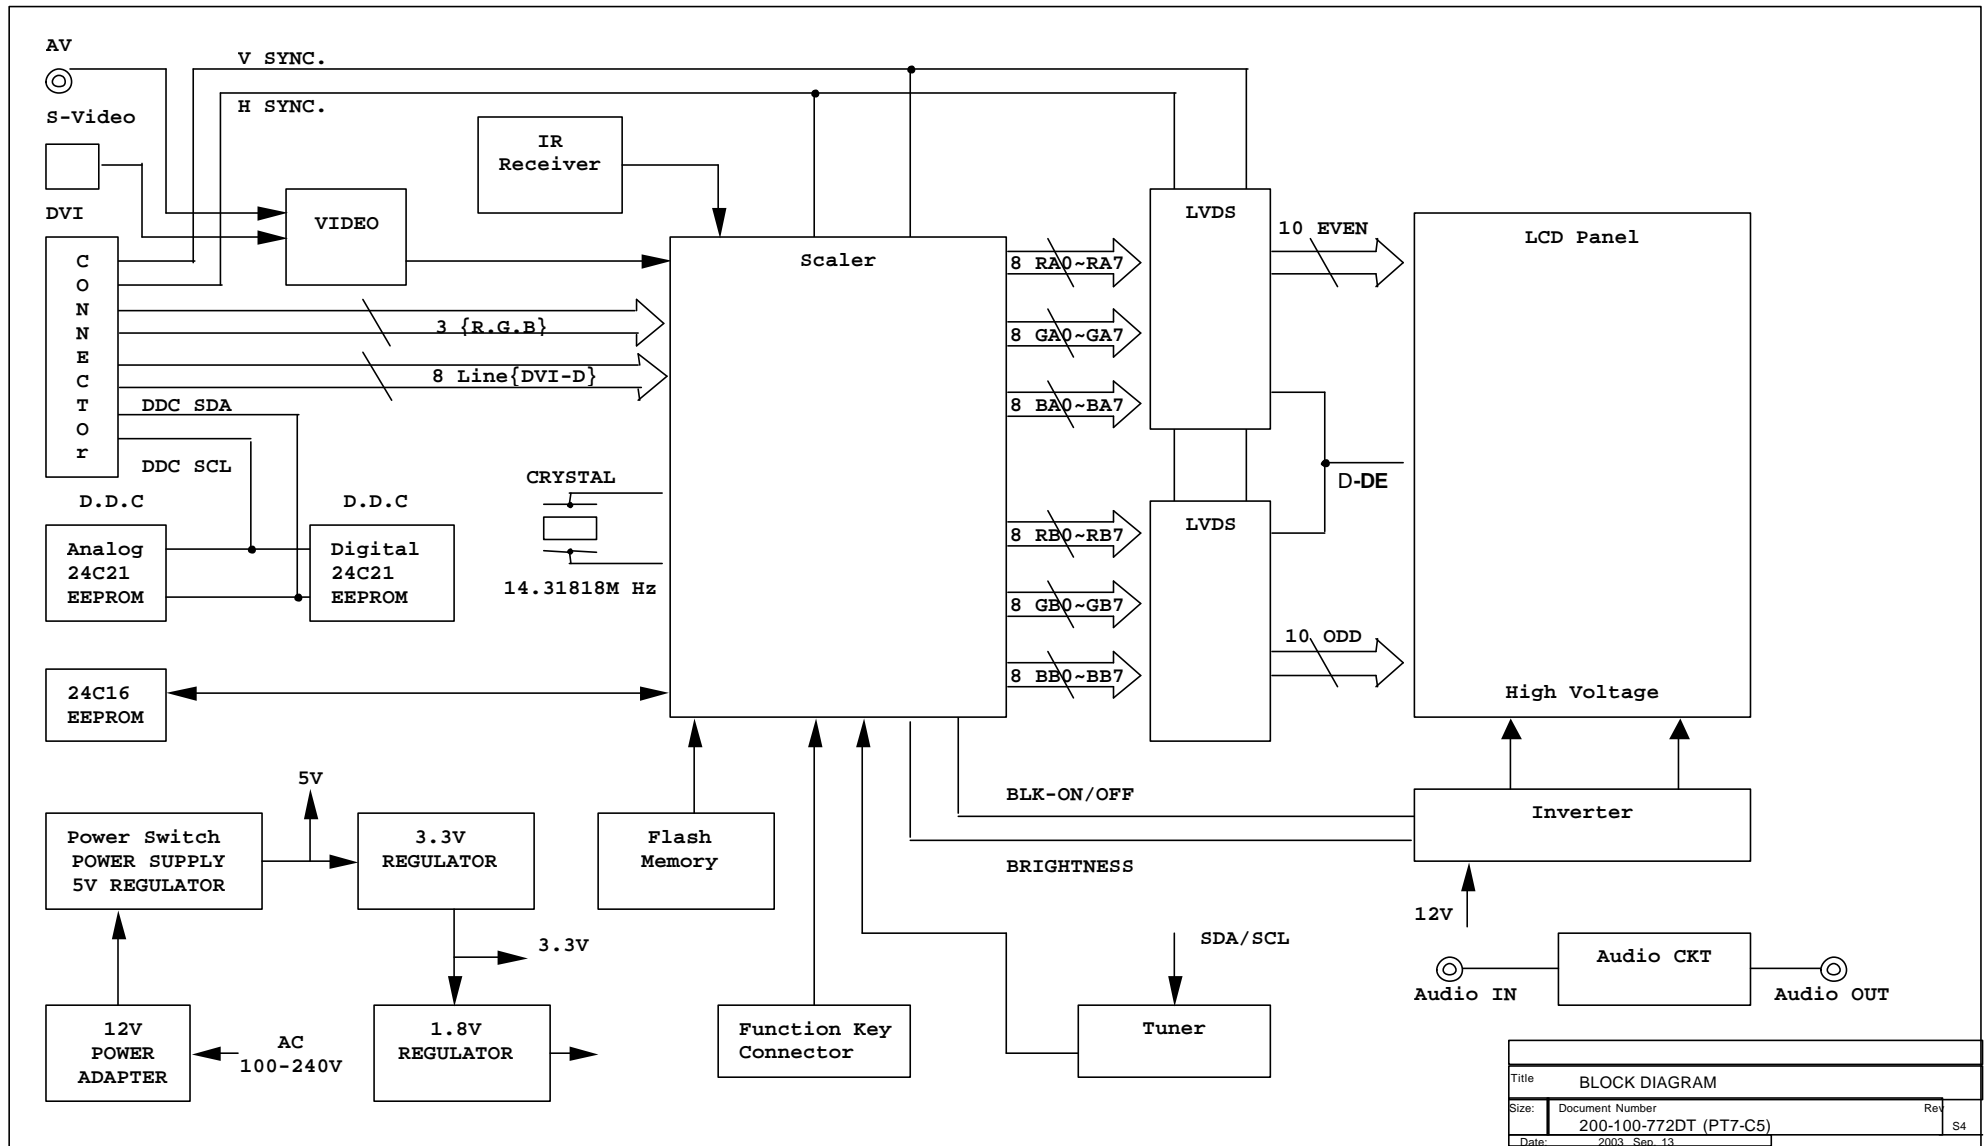 AV
V SYNC.
H SYNC.
S-Video
IR
Receiver
DVI
VIDEO
LVDS
10 EVEN
LCD Panel
C
O
N
N
E
C
T
O
r
Scaler
8 RA0~RA7
3 {R.G.B}
8 GA0~GA7
8 Line{DVI-D}
8 BA0~BA7
DDC SDA
DDC SCL
CRYSTAL
D-DE
D.D.C
D.D.C
LVDS
Analog
24C21
EEPROM
Digital
24C21
EEPROM
8 RB0~RB7
14.31818M Hz
8 GB0~GB7
10 ODD
8 BB0~BB7
24C16
EEPROM
High Voltage
5V
BLK-ON/OFF
Inverter
Power Switch
POWER SUPPLY
5V REGULATOR
3.3V
REGULATOR
Flash
Memory
BRIGHTNESS
12V
3.3V
SDA/SCL
Audio CKT
Audio IN
Audio OUT
12V
POWER
ADAPTER
AC
100-240V
1.8V
REGULATOR
Function Key
Connector
Tuner
Title
BLOCK DIAGRAM
Size:
Document Number
Rev
200-100-772DT (PT7-C5)
S4
Date:
2003 Sep. 13